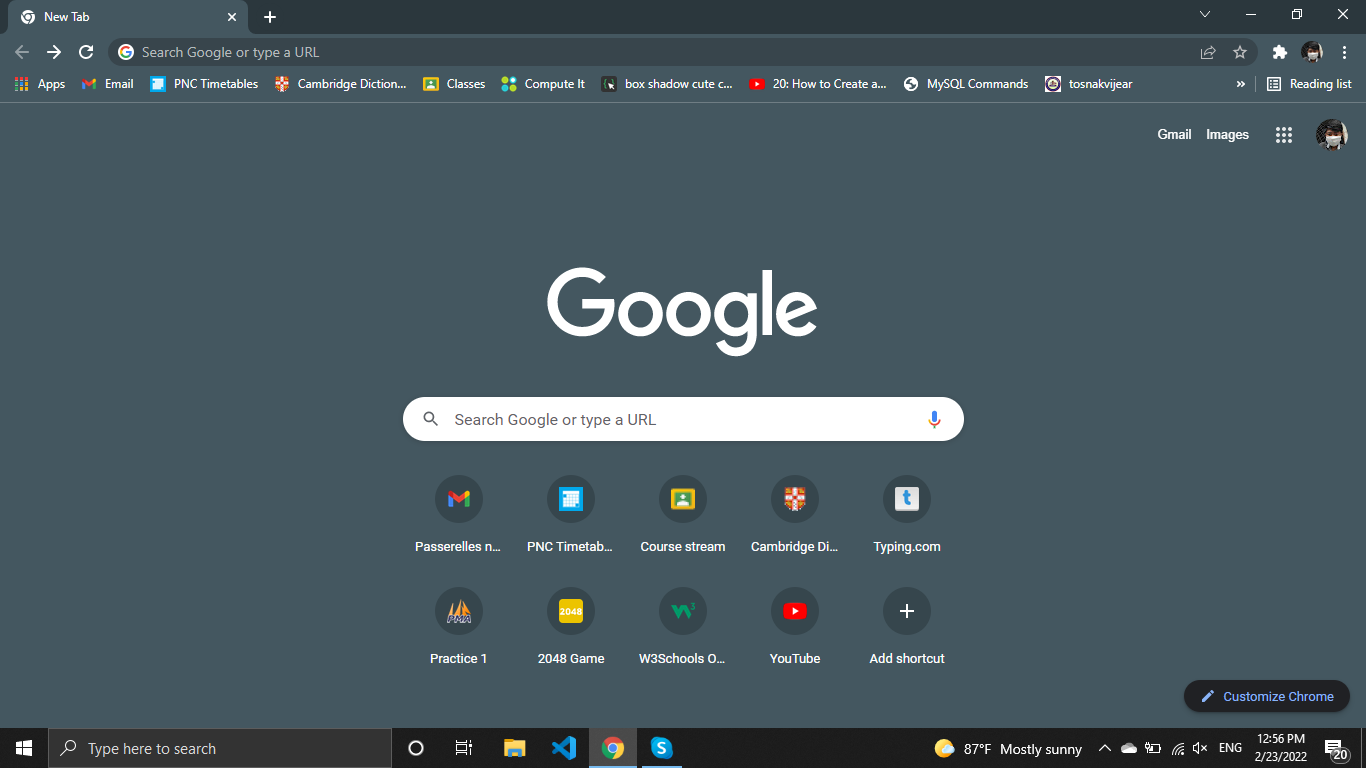 New Tab
Search Google or type a URL
Apps
Email
PNC Timetables
Cambridge Diction...
Classes
Compute It
box shadow cute c...
20: How to Create a...
MySQL Commands
tosnakvijear
»
Reading list
Gmail
Images
Google
Search Google or type a URL
Passerelles n...
PNC Timetab...
Course stream
Cambridge Di...
Typing.com
PMA
Practice 1
2048
2048 Game
W3Schools O...
YouTube
Add shortcut
Customize Chrome
Type here to search
87°F Mostly sunny
ENG
12:56 PM
2/23/2022
20